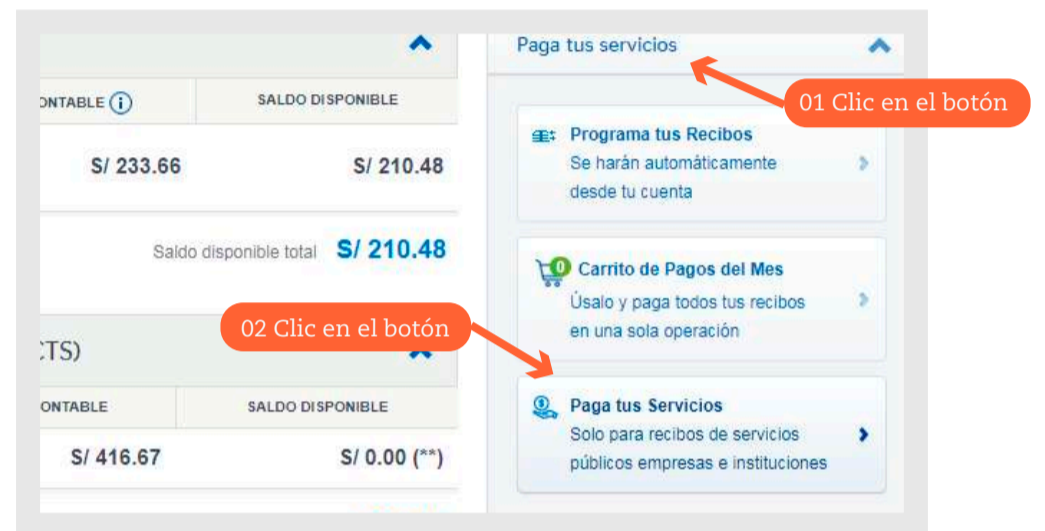 Paga tus servicios
01 Clic en el botón
ONTABLE i
SALDO DISPONIBLE
S/ 233.66
S/ 210.48
Saldo disponible total S/ 210.48
Programa tus Recibos
Se harán automáticamente
desde tu cuenta
0
Carrito de Pagos del Mes
Úsalo y paga todos tus recibos
en una sola operación
02 Clic en el botón
CTS)
ONTABLE
SALDO DISPONIBLE
S/ 416.67
S/ 0.00 (**)
$
Paga tus Servicios
Solo para recibos de servicios
públicos empresas e instituciones